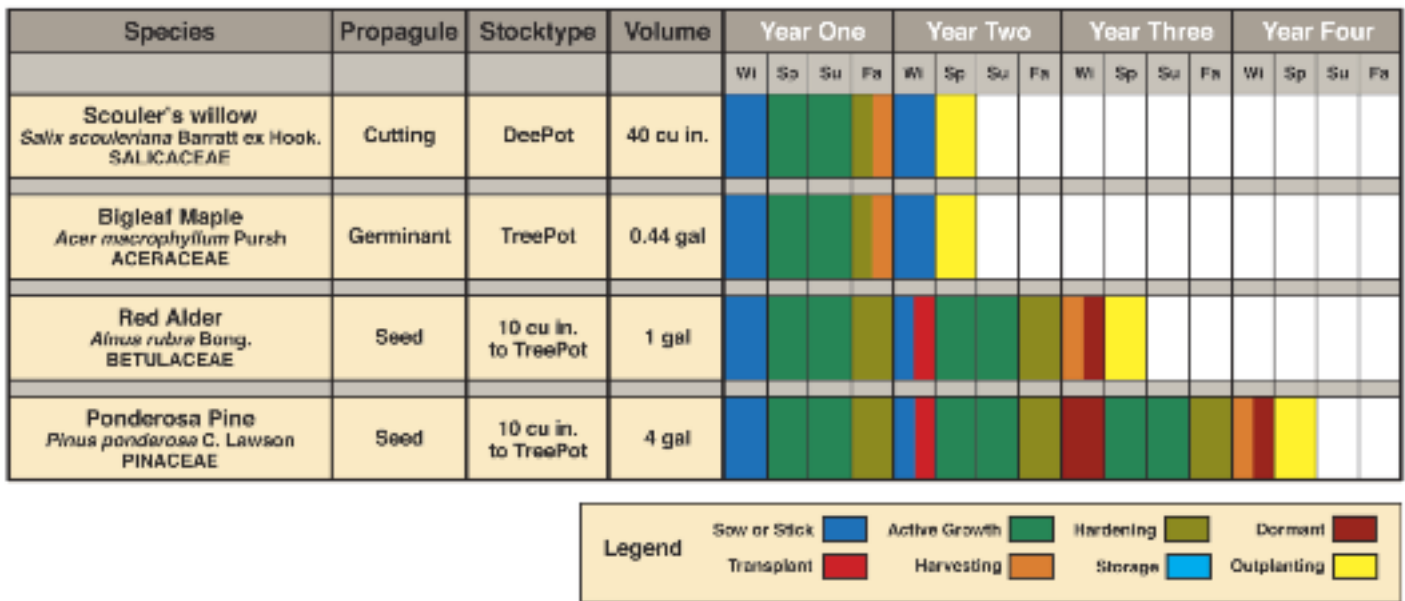 Species Propagule Stocktype Volume Year One Year Two Year Three Year Four
Wi Sp Su Fa Wi Sp Su Fa Wi Sp Su Fa Wi Sp Su Fa
Scouler's willow
Salix scouleriana Barratt ex Hook.
SALICACEAE
Cutting
DeePot
40 cu in.
Bigleaf Maple
Acer macrophyllum Pursh
ACERACEAE
Germinant
TreePot
0.44 gal
Red Alder
Alnus rubra Bong.
BETULACEAE
Seed
10 cu in.
to TreePot
1 gal
Ponderosa Pine
Pinus ponderosa C. Lawson
PINACEAE
Seed
10 cu in.
to TreePot
4 gal
Legend
Sow or Stick Active Growth Hardening Dormant
Transplant Harvesting Storage Outplanting